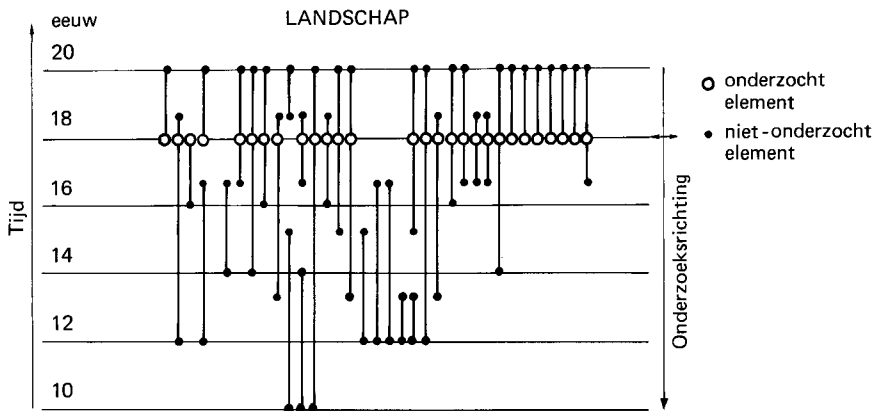 LANDSCHAP
eeuw
20
18
16
14
12
10
Tijd
Onderzoeksrichting
onderzocht
element
niet-onderzocht
element